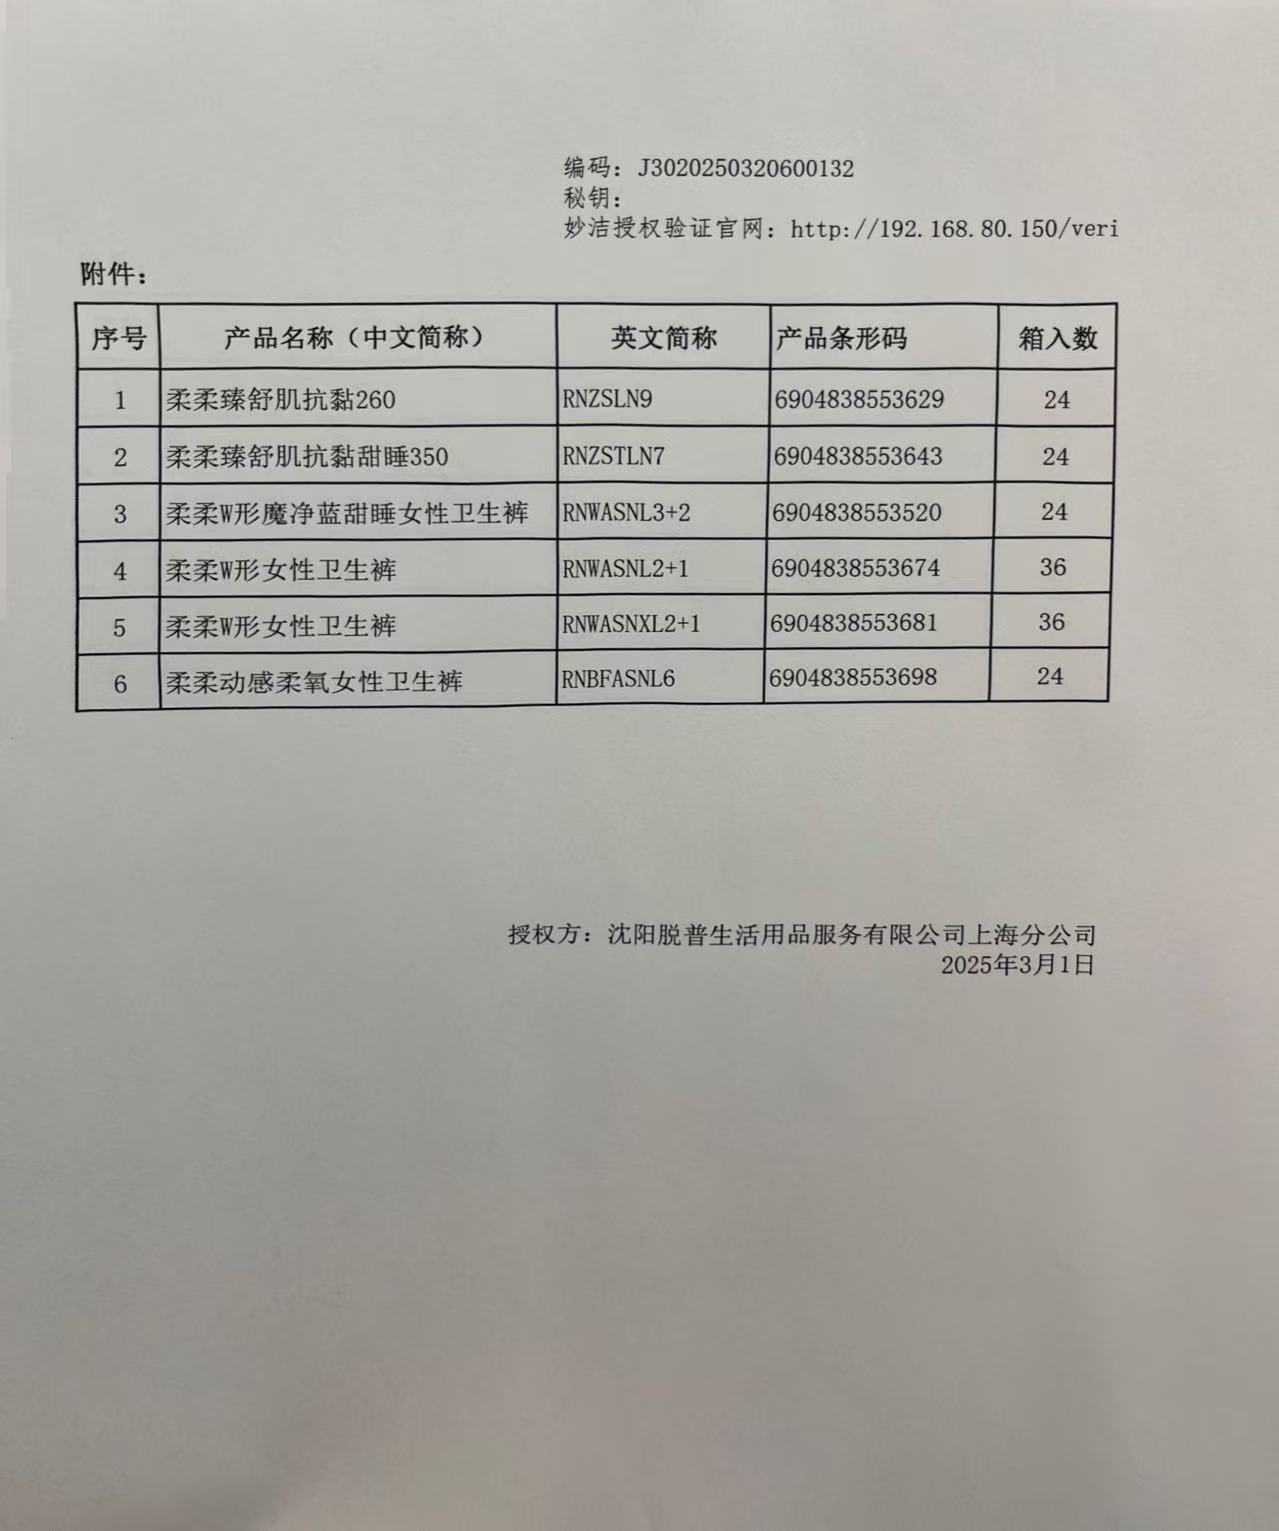 编码：J3020250320600132
秘钥：
妙洁授权验证官网：http://192.168.80.150/veri
附件：
序号 产品名称（中文简称） 英文简称 产品条形码 箱入数
1 柔柔臻舒肌抗黏260 RNZSLN9 6904838553629 24
2 柔柔臻舒肌抗黏甜睡350 RNZSTLN7 6904838553643 24
3 柔柔W形魔净蓝甜睡女性卫生裤 RNWASNL3+2 6904838553520 24
4 柔柔W形女性卫生裤 RNWASNL2+1 6904838553674 36
5 柔柔W形女性卫生裤 RNWASNXL2+1 6904838553681 36
6 柔柔动感柔氧女性卫生裤 RNBFASNL6 6904838553698 24
授权方：沈阳脱普生活用品服务有限公司上海分公司
2025年3月1日